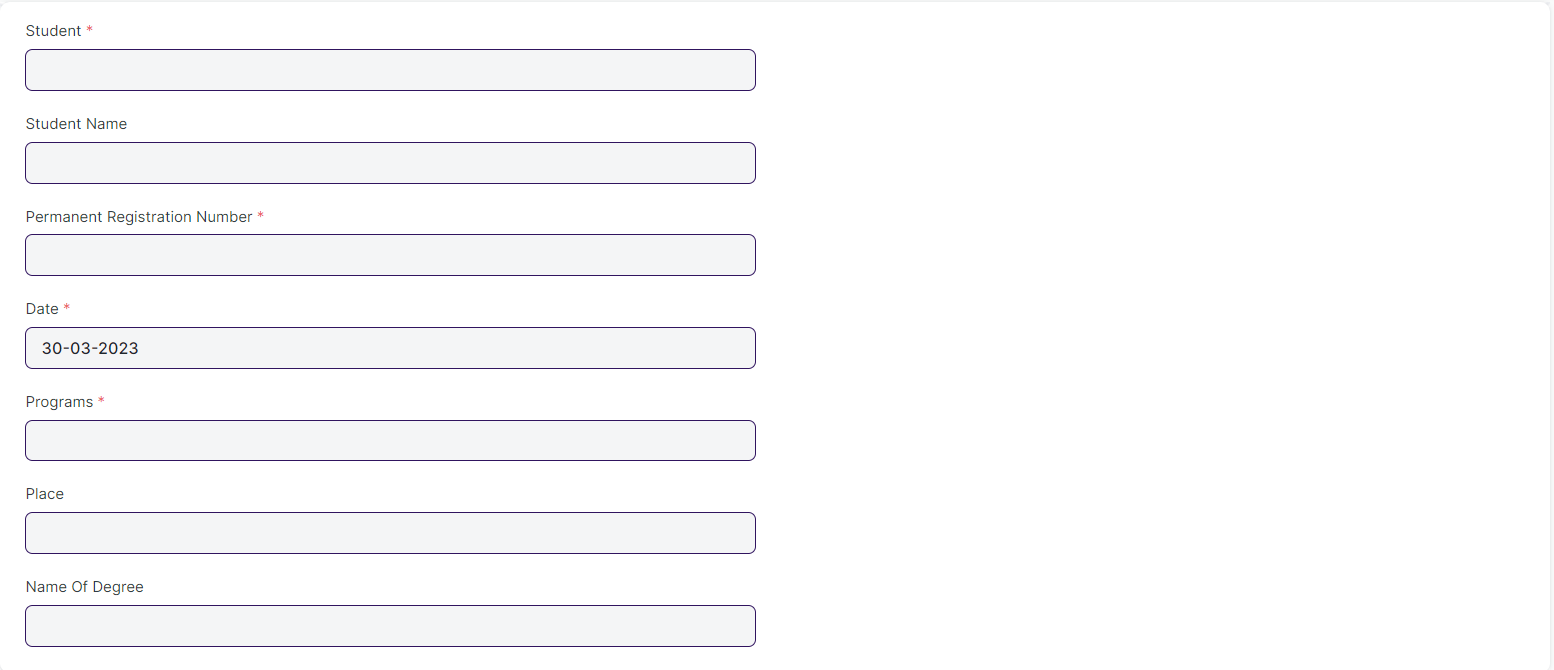 Student *
Student Name
Permanent Registration Number *
Date *
30-03-2023
Programs *
Place
Name Of Degree